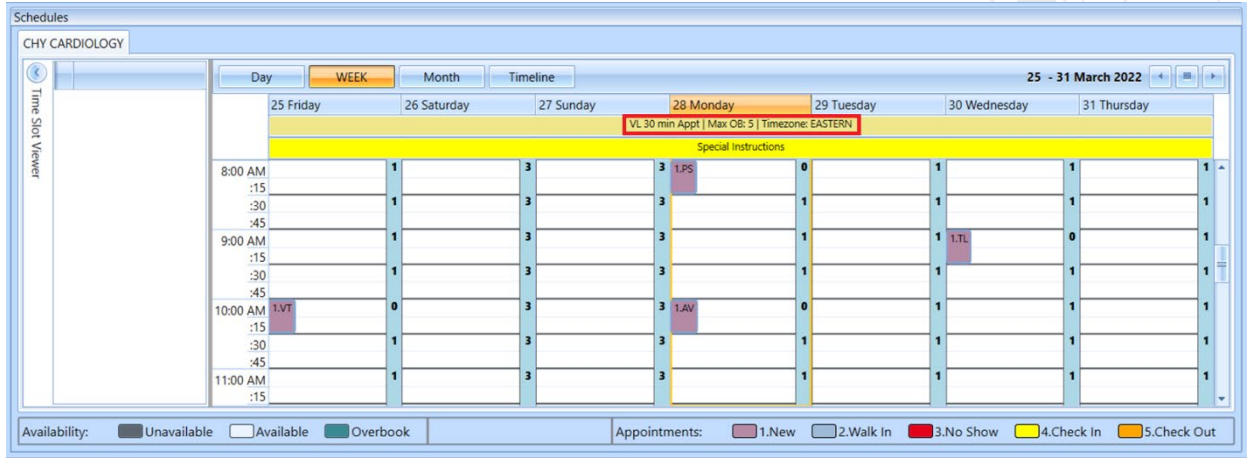 Schedules
CHY CARDIOLOGY
Time Slot Viewer
Day WEEK Month Timeline 25 - 31 March 2022
25 Friday 26 Saturday 27 Sunday 28 Monday 29 Tuesday 30 Wednesday 31 Thursday
VL 30 min Appt | Max OB: 5 | Timezone: EASTERN
Special Instructions
8:00 AM 1 3 3 1.PS 0 1 1 1
:15
:30 1 3 3 1 1 1 1
:45
9:00 AM 1 3 3 1 1 1.TL 0 1
:15
:30 1 3 3 1 1 1 1
:45
10:00 AM 1.VT 0 3 3 1.AV 0 1 1 1
:15
:30 1 3 3 1 1 1 1
:45
11:00 AM 1 3 3 1 1 1 1
:15
Availability: Unavailable Available Overbook Appointments: 1.New 2.Walk In 3.No Show 4.Check In 5.Check Out